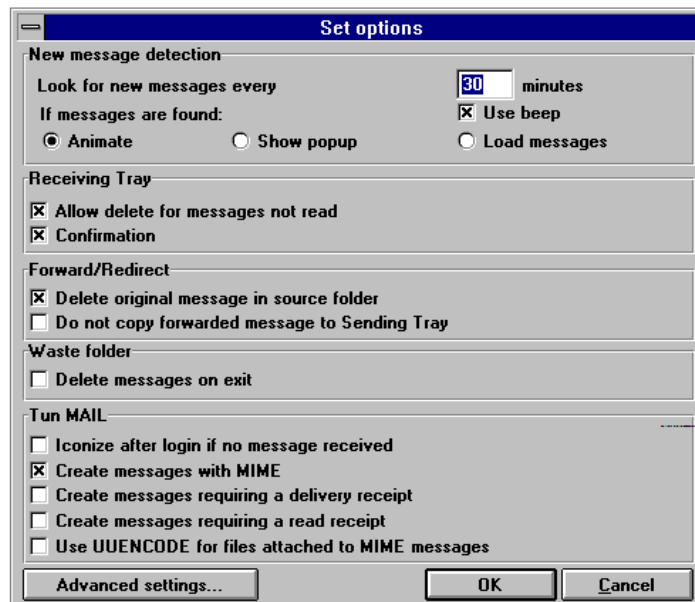 Set options
New message detection
Look for new messages every 30 minutes
If messages are found: Use beep
Animate Show popup Load messages
Receiving Tray
Allow delete for messages not read
Confirmation
Forward/Redirect
Delete original message in source folder
Do not copy forwarded message to Sending Tray
Waste folder
Delete messages on exit
Tun MAIL
Iconize after login if no message received
Create messages with MIME
Create messages requiring a delivery receipt
Create messages requiring a read receipt
Use UUENCODE for files attached to MIME messages
Advanced settings... OK Cancel